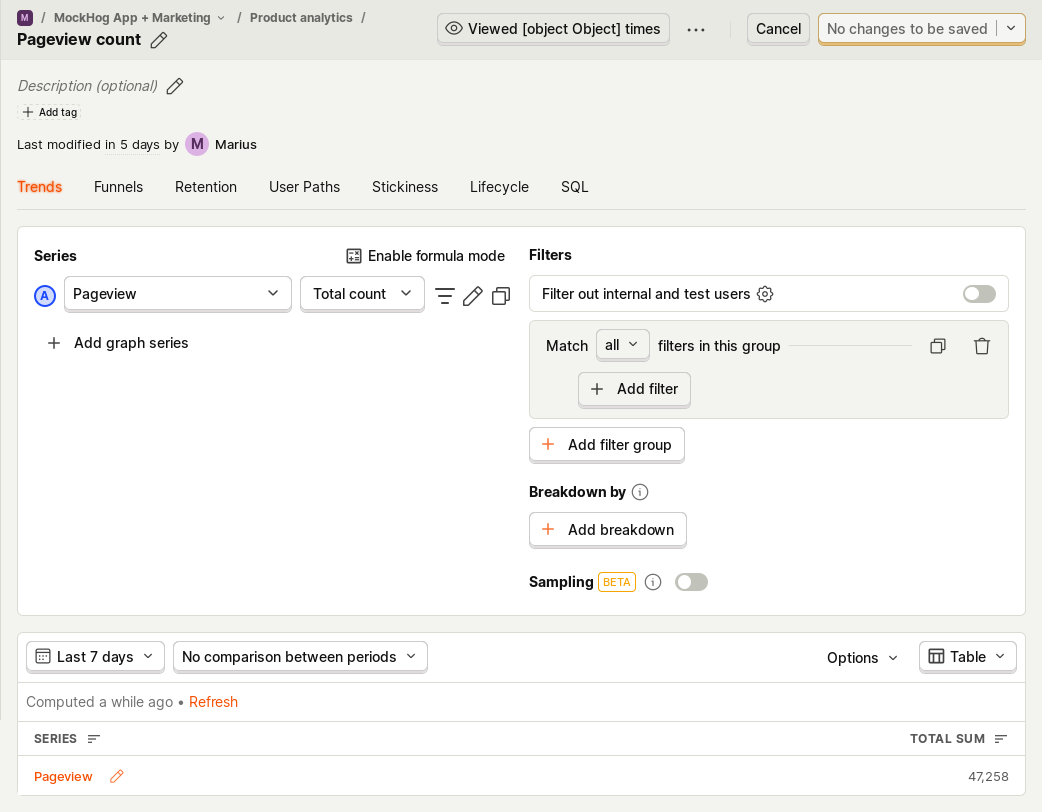 M / MockHog App + Marketing / Product analytics /
Pageview count
Viewed [object Object] times
Cancel
No changes to be saved
Description (optional)
Add tag
Last modified in 5 days by M Marius
Trends Funnels Retention User Paths Stickiness Lifecycle SQL
Series
Enable formula mode
A Pageview Total count
Add graph series
Filters
Filter out internal and test users
Match all filters in this group
Add filter
Add filter group
Breakdown by
Add breakdown
Sampling BETA
Last 7 days No comparison between periods Options Table
Computed a while ago • Refresh
SERIES TOTAL SUM
Pageview 47,258